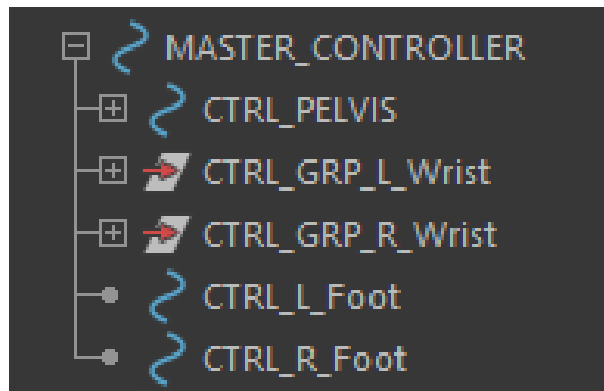 MASTER_CONTROLLER
CTRL_PELVIS
CTRL_GRP_L_Wrist
CTRL_GRP_R_Wrist
CTRL_L_Foot
CTRL_R_Foot